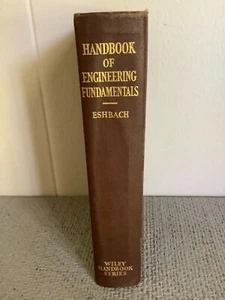 HANDBOOK
OF
ENGINEERING
FUNDAMENTALS
ESHBACH
WILEY
HANDBOOK
SERIES